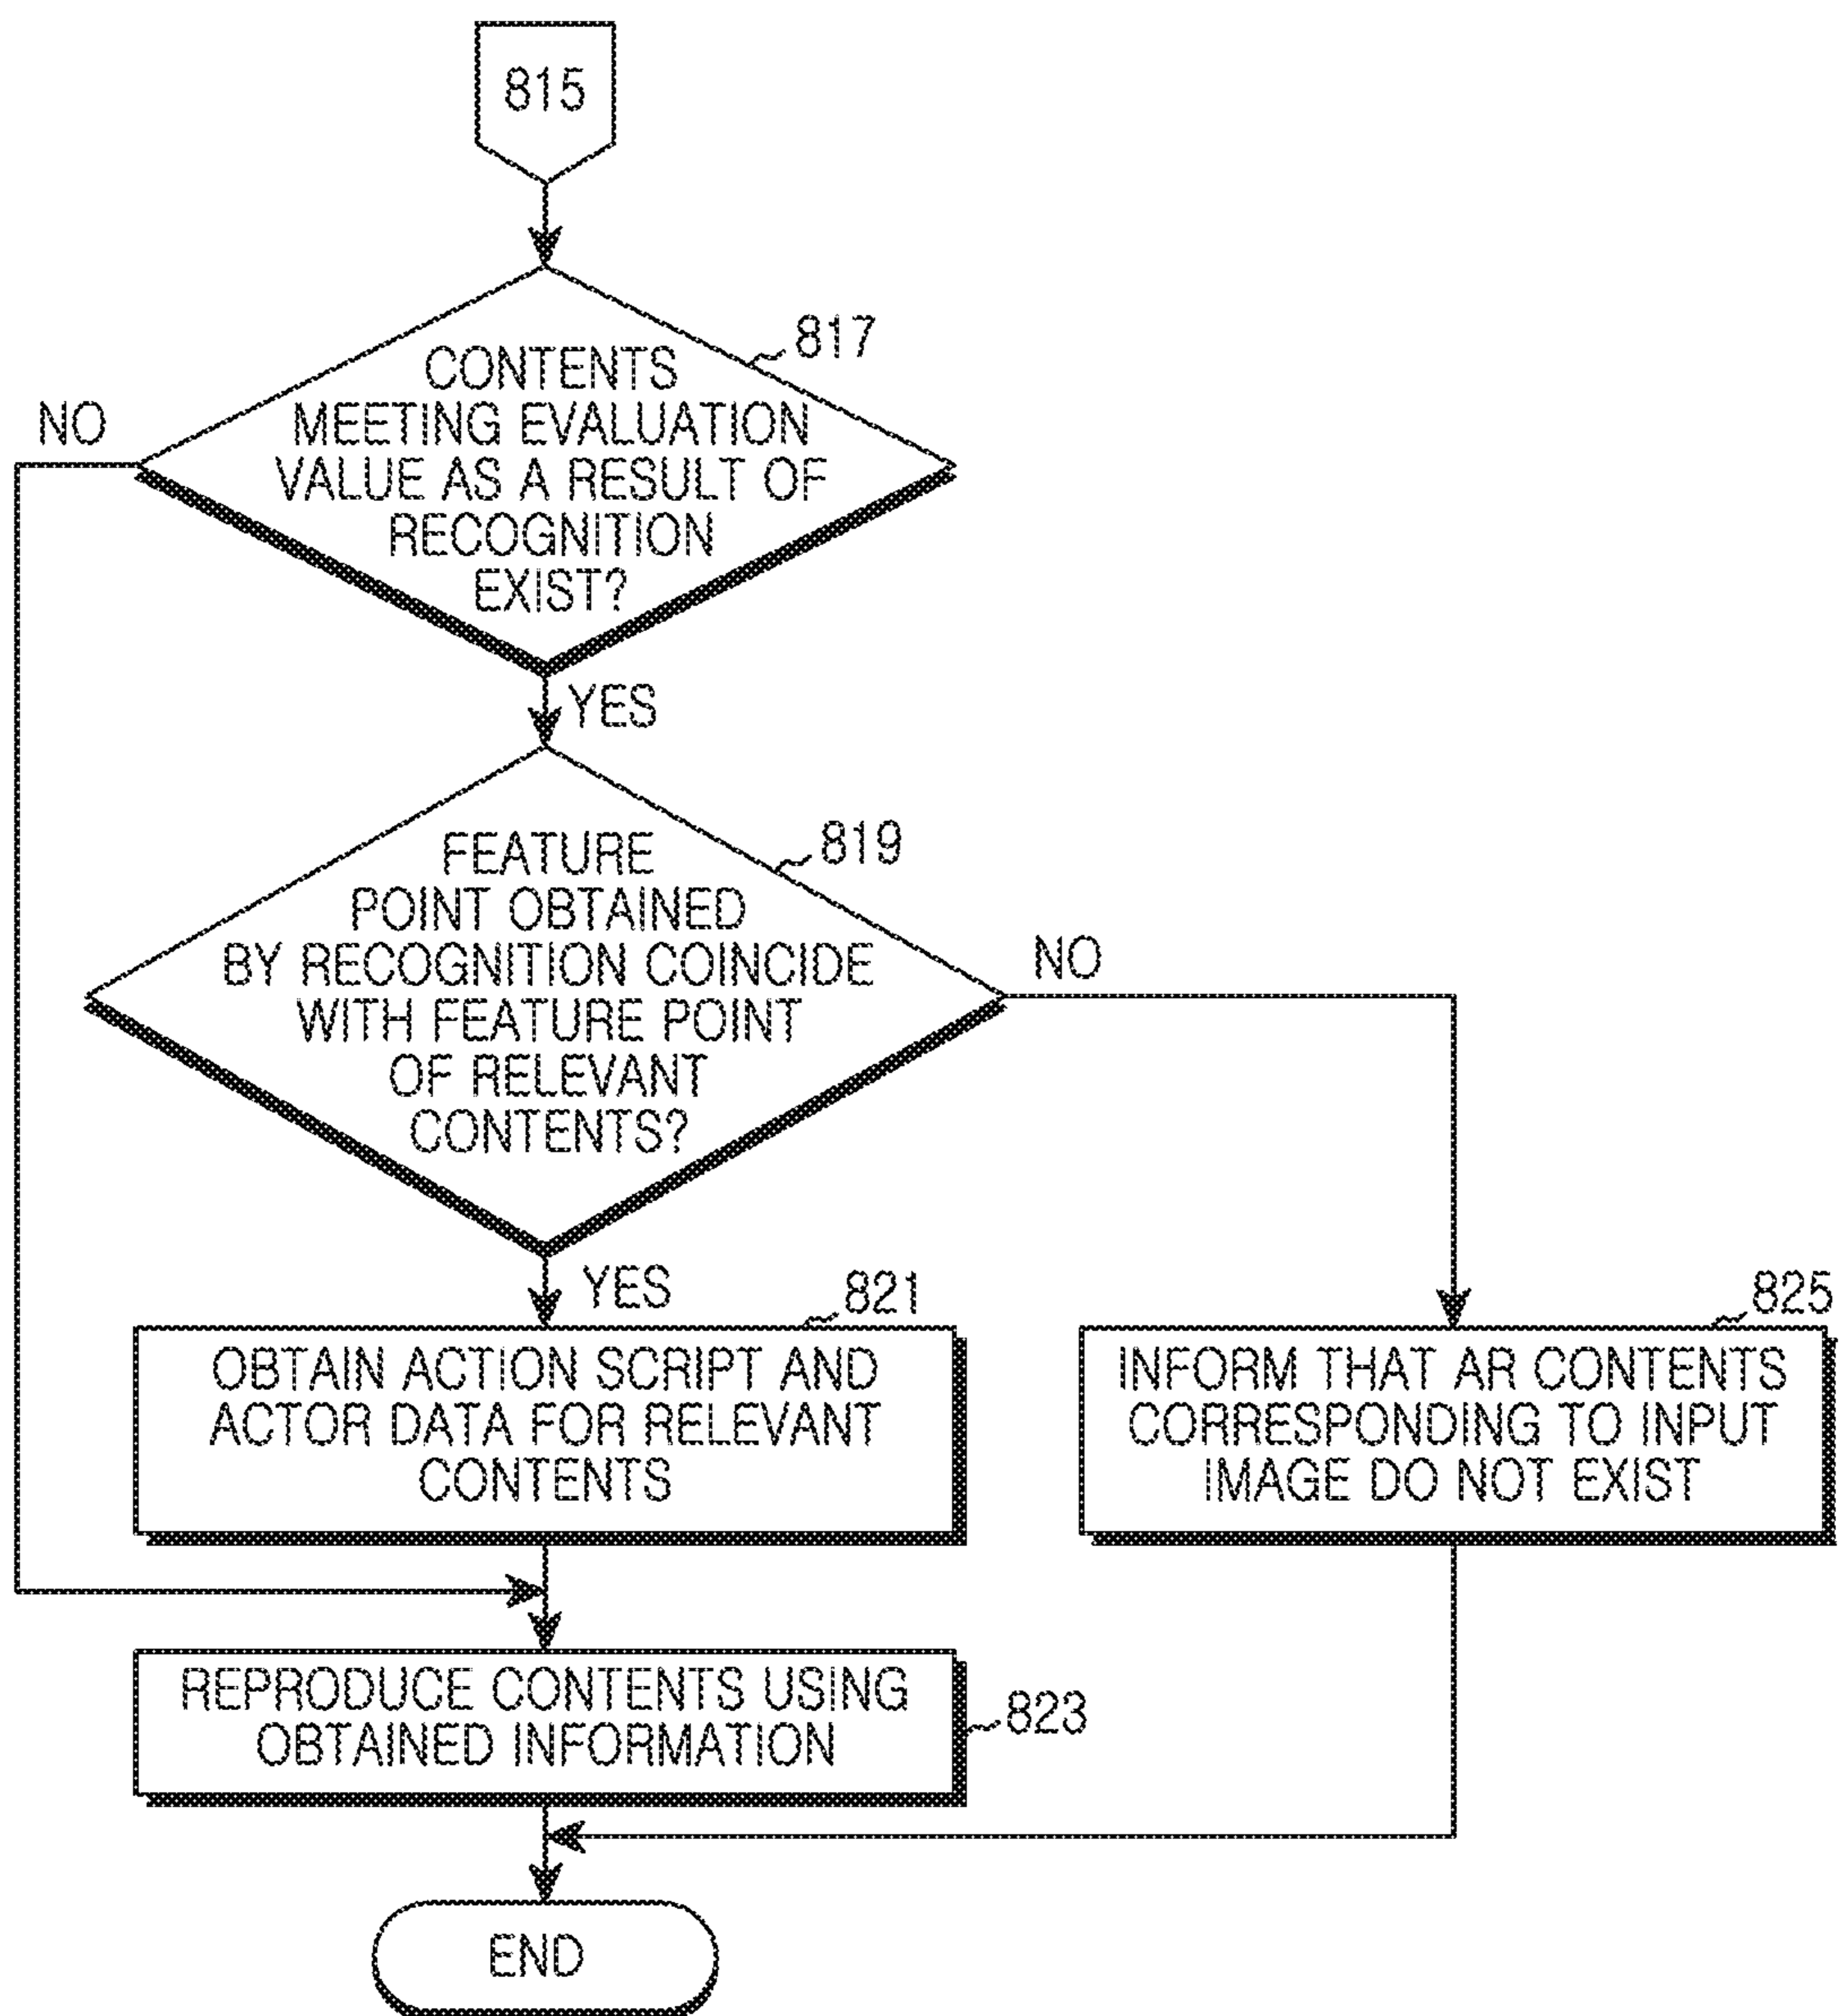 815
817
CONTENTS
MEETING EVALUATION
VALUE AS A RESULT OF
RECOGNITION
EXIST?
NO
YES
819
FEATURE
POINT OBTAINED
BY RECOGNITION COINCIDE
WITH FEATURE POINT
OF RELEVANT
CONTENTS?
NO
YES
821
OBTAIN ACTION SCRIPT AND
ACTOR DATA FOR RELEVANT
CONTENTS
825
INFORM THAT AR CONTENTS
CORRESPONDING TO INPUT
IMAGE DO NOT EXIST
REPRODUCE CONTENTS USING
OBTAINED INFORMATION
823
END